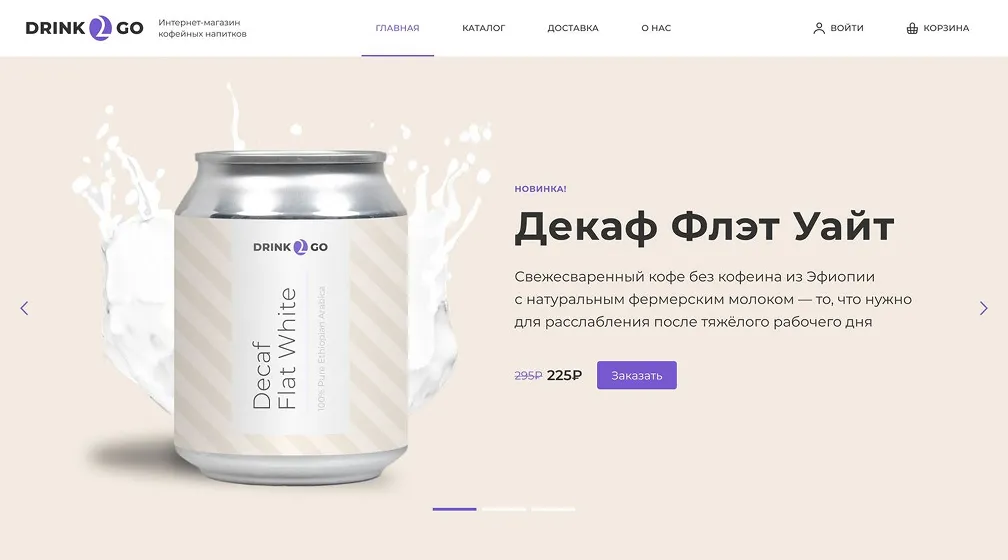 DRINK 2 GO
Интернет-магазин
кофейных напитков
ГЛАВНАЯ
КАТАЛОГ
ДОСТАВКА
О НАС
ВОЙТИ
КОРЗИНА
DRINK 2 GO
Decaf
Flat White
100% Pure Ethiopian Arabica
НОВИНКА!
Декаф Флэт Уайт
Свежесваренный кофе без кофеина из Эфиопии
с натуральным фермерским молоком — то, что нужно
для расслабления после тяжёлого рабочего дня
295₽ 225₽
Заказать